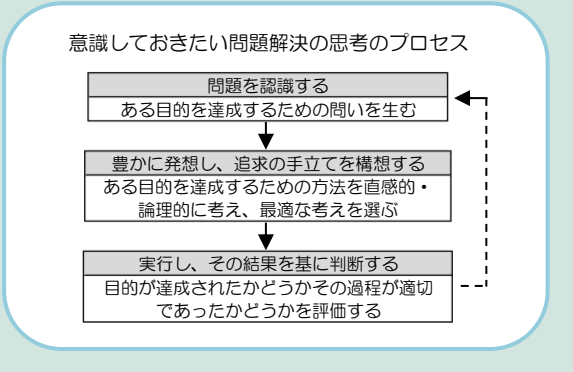 意識しておきたい問題解決の思考のプロセス
問題を認識する
ある目的を達成するための問いを生む
豊かに発想し、追求の手立てを構想する
ある目的を達成するための方法を直感的・
論理的に考え、最適な考えを選ぶ
実行し、その結果を基に判断する
目的が達成されたかどうかその過程が適切
であったかどうかを評価する